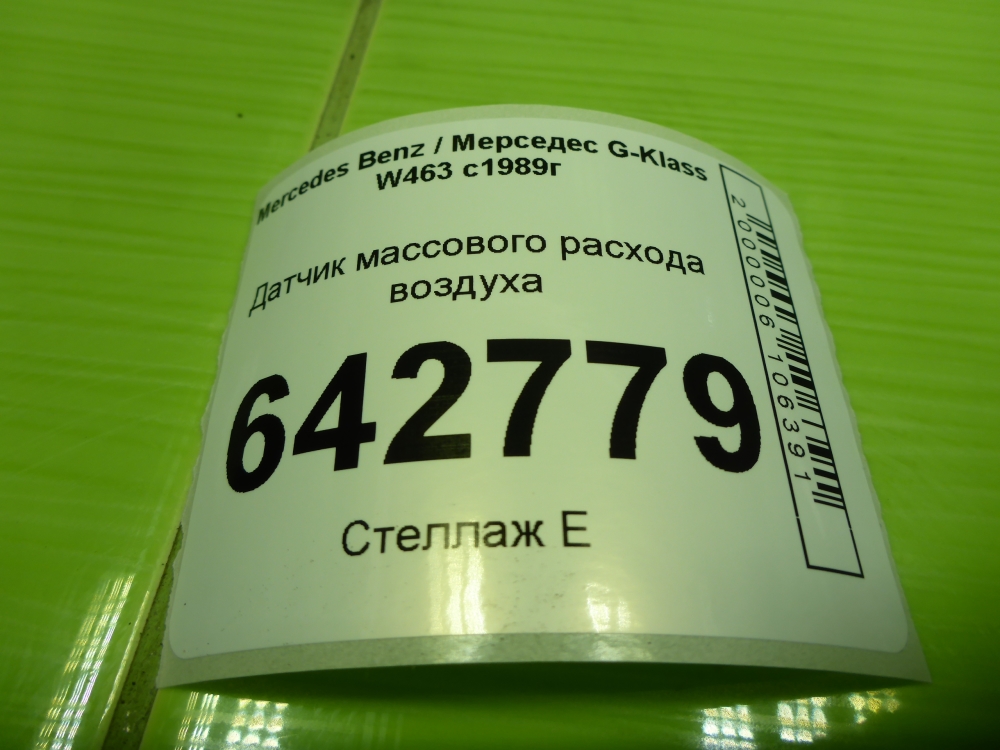 Mercedes Benz / Мерседес G-Klass
W463 с1989г
Датчик массового расхода
воздуха
642779
Стеллаж Е
2000006106391